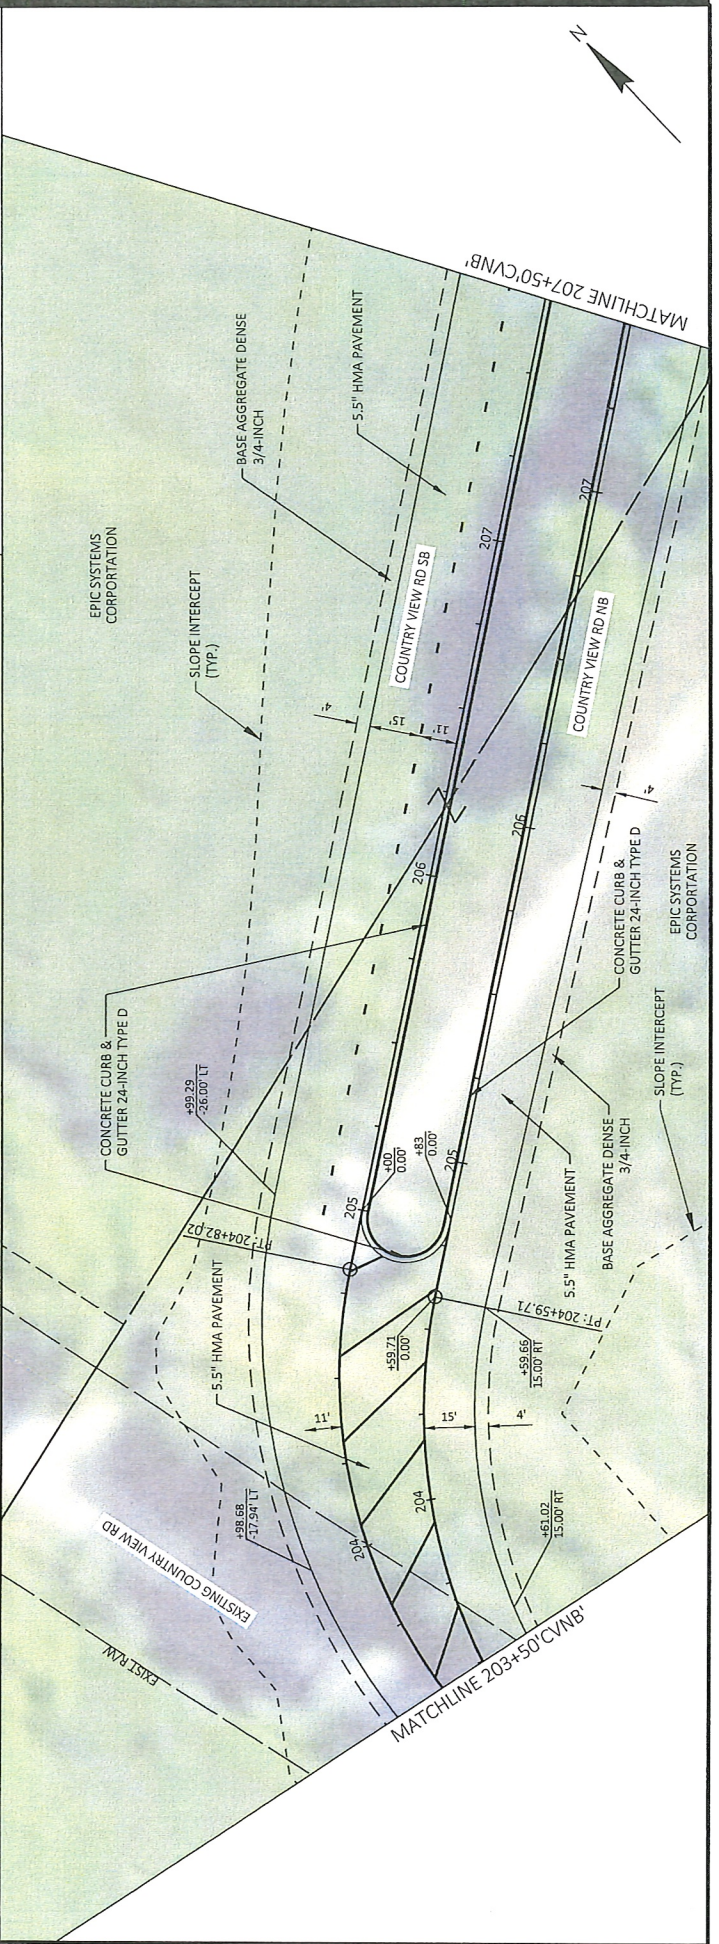 N
MATCHLINE 207+50'CVNB'
BASE AGGREGATE DENSE
3/4-INCH
5.5" HMA PAVEMENT
EPIC SYSTEMS
CORPORTATION
SLOPE INTERCEPT
(TYP.)
COUNTRY VIEW RD SB
207
207
COUNTRY VIEW RD NB
4'
15'
11'
4'
206
206
CONCRETE CURB &
GUTTER 24-INCH TYPE D
CONCRETE CURB &
GUTTER 24-INCH TYPE D
EPIC SYSTEMS
CORPORTATION
SLOPE INTERCEPT
(TYP.)
+99.29
-26.00' LT
+00
0.00'
+83
0.00'
205
205
PT: 204+82.02
5.5" HMA PAVEMENT
BASE AGGREGATE DENSE
3/4-INCH
5.5" HMA PAVEMENT
PT: 204+59.71
+59.71
0.00'
+59.66
15.00' RT
11'
15'
4'
204
204
+98.68
-17.94' LT
+61.02
15.00' RT
EXISTING COUNTRY VIEW RD
EXIST R/W
MATCHLINE 203+50'CVNB'